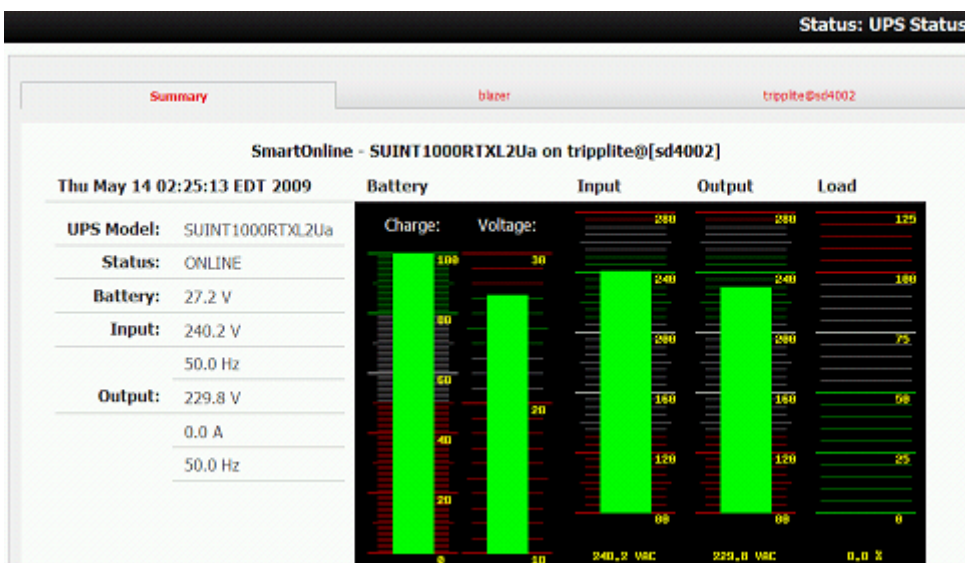 Status: UPS Status
Summary
blazer
tripplite@sd4002
SmartOnline - SUINT1000RTXL2Ua on tripplite@[sd4002]
Thu May 14 02:25:13 EDT 2009
Battery
Input
Output
Load
UPS Model: SUINT1000RTXL2Ua
Status: ONLINE
Battery: 27.2 V
Input: 240.2 V
50.0 Hz
Output: 229.8 V
0.0 A
50.0 Hz
Charge:
100
80
60
40
20
0
Voltage:
30
20
10
280
240
200
160
120
80
240.2 VAC
280
240
200
160
120
80
229.8 VAC
125
100
75
50
25
0
0.0 %